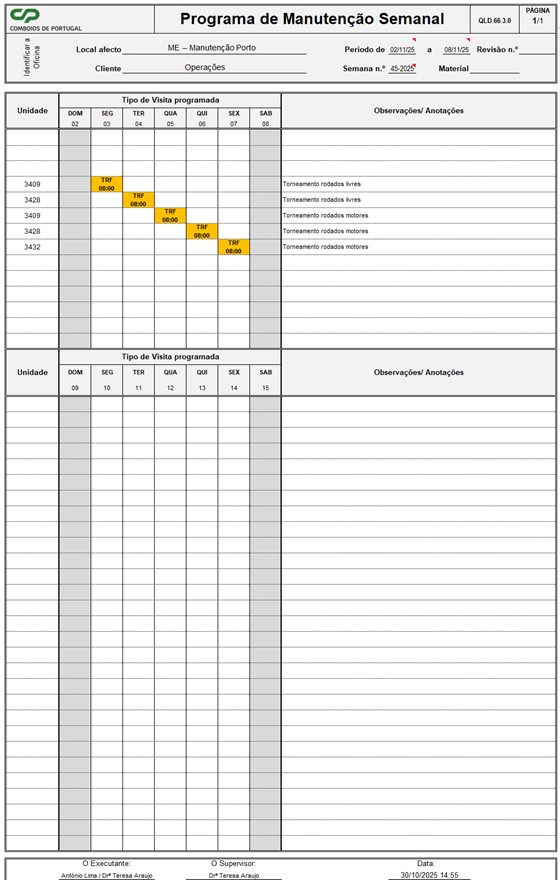 CP
COMBOIOS DE PORTUGAL
Programa de Manutenção Semanal
QLD.66.3.0
PÁGINA
1/1
Identificar a Oficina
Local afecto ME – Manutenção Porto
Periodo de 02/11/25 a 08/11/25 Revisão n.º
Cliente Operações
Semana n.º 45-2025 Material
Unidade
Tipo de Visita programada
Observações/ Anotações
DOM SEG TER QUA QUI SEX SAB
02 03 04 05 06 07 08
3409 TRF 08:00 Torneamento rodados livres
3428 TRF 08:00 Torneamento rodados livres
3409 TRF 08:00 Torneamento rodados motores
3428 TRF 08:00 Torneamento rodados motores
3432 TRF 08:00 Torneamento rodados motores
Unidade
Tipo de Visita programada
Observações/ Anotações
DOM SEG TER QUA QUI SEX SAB
09 10 11 12 13 14 15
O Executante: O Supervisor: Data:
António Lima / Drª Teresa Araujo Drª Teresa Araujo 30/10/2025 14:55